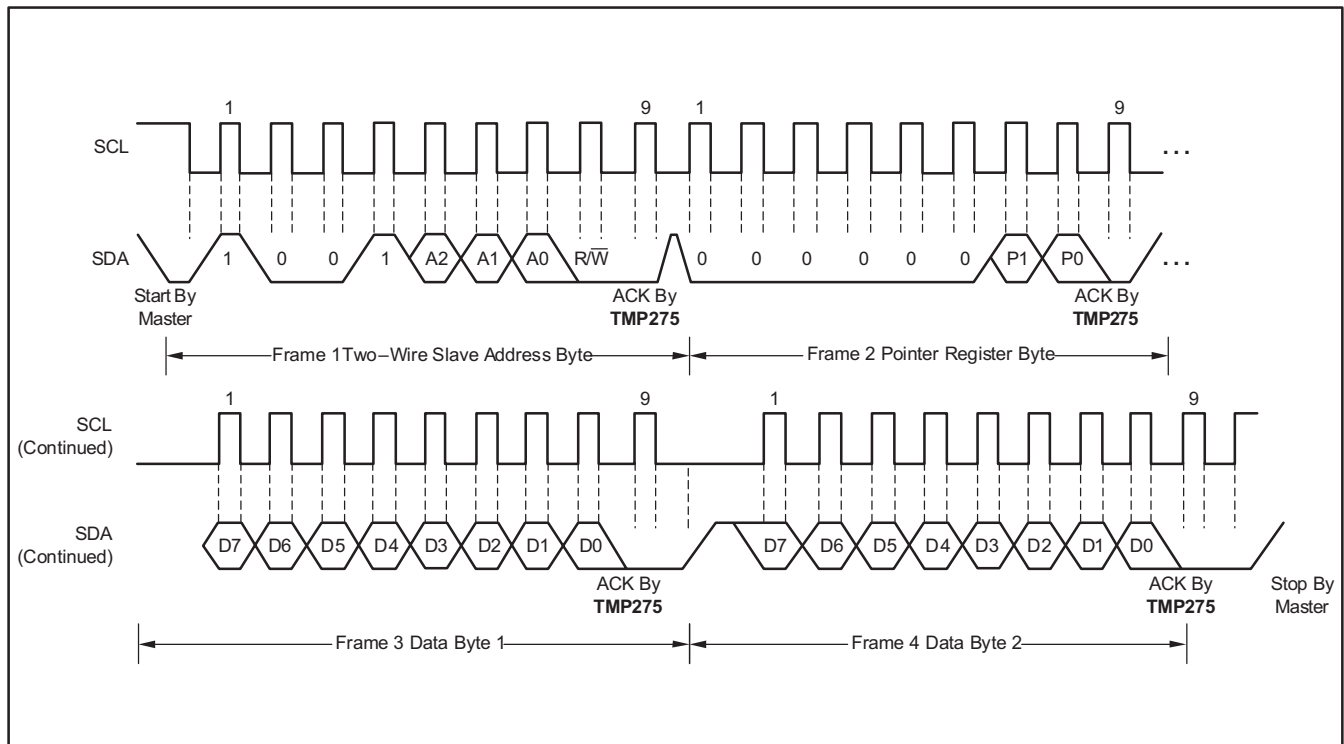 1 9 1 9
SCL ...
SDA 1 0 0 1 A2 A1 A0 R/W̅ 0 0 0 0 0 0 P1 P0 ...
Start By Master
ACK By TMP275
ACK By TMP275
Frame 1 Two–Wire Slave Address Byte
Frame 2 Pointer Register Byte
1 9 1 9
SCL (Continued)
SDA (Continued) D7 D6 D5 D4 D3 D2 D1 D0 D7 D6 D5 D4 D3 D2 D1 D0
ACK By TMP275
ACK By TMP275
Stop By Master
Frame 3 Data Byte 1
Frame 4 Data Byte 2